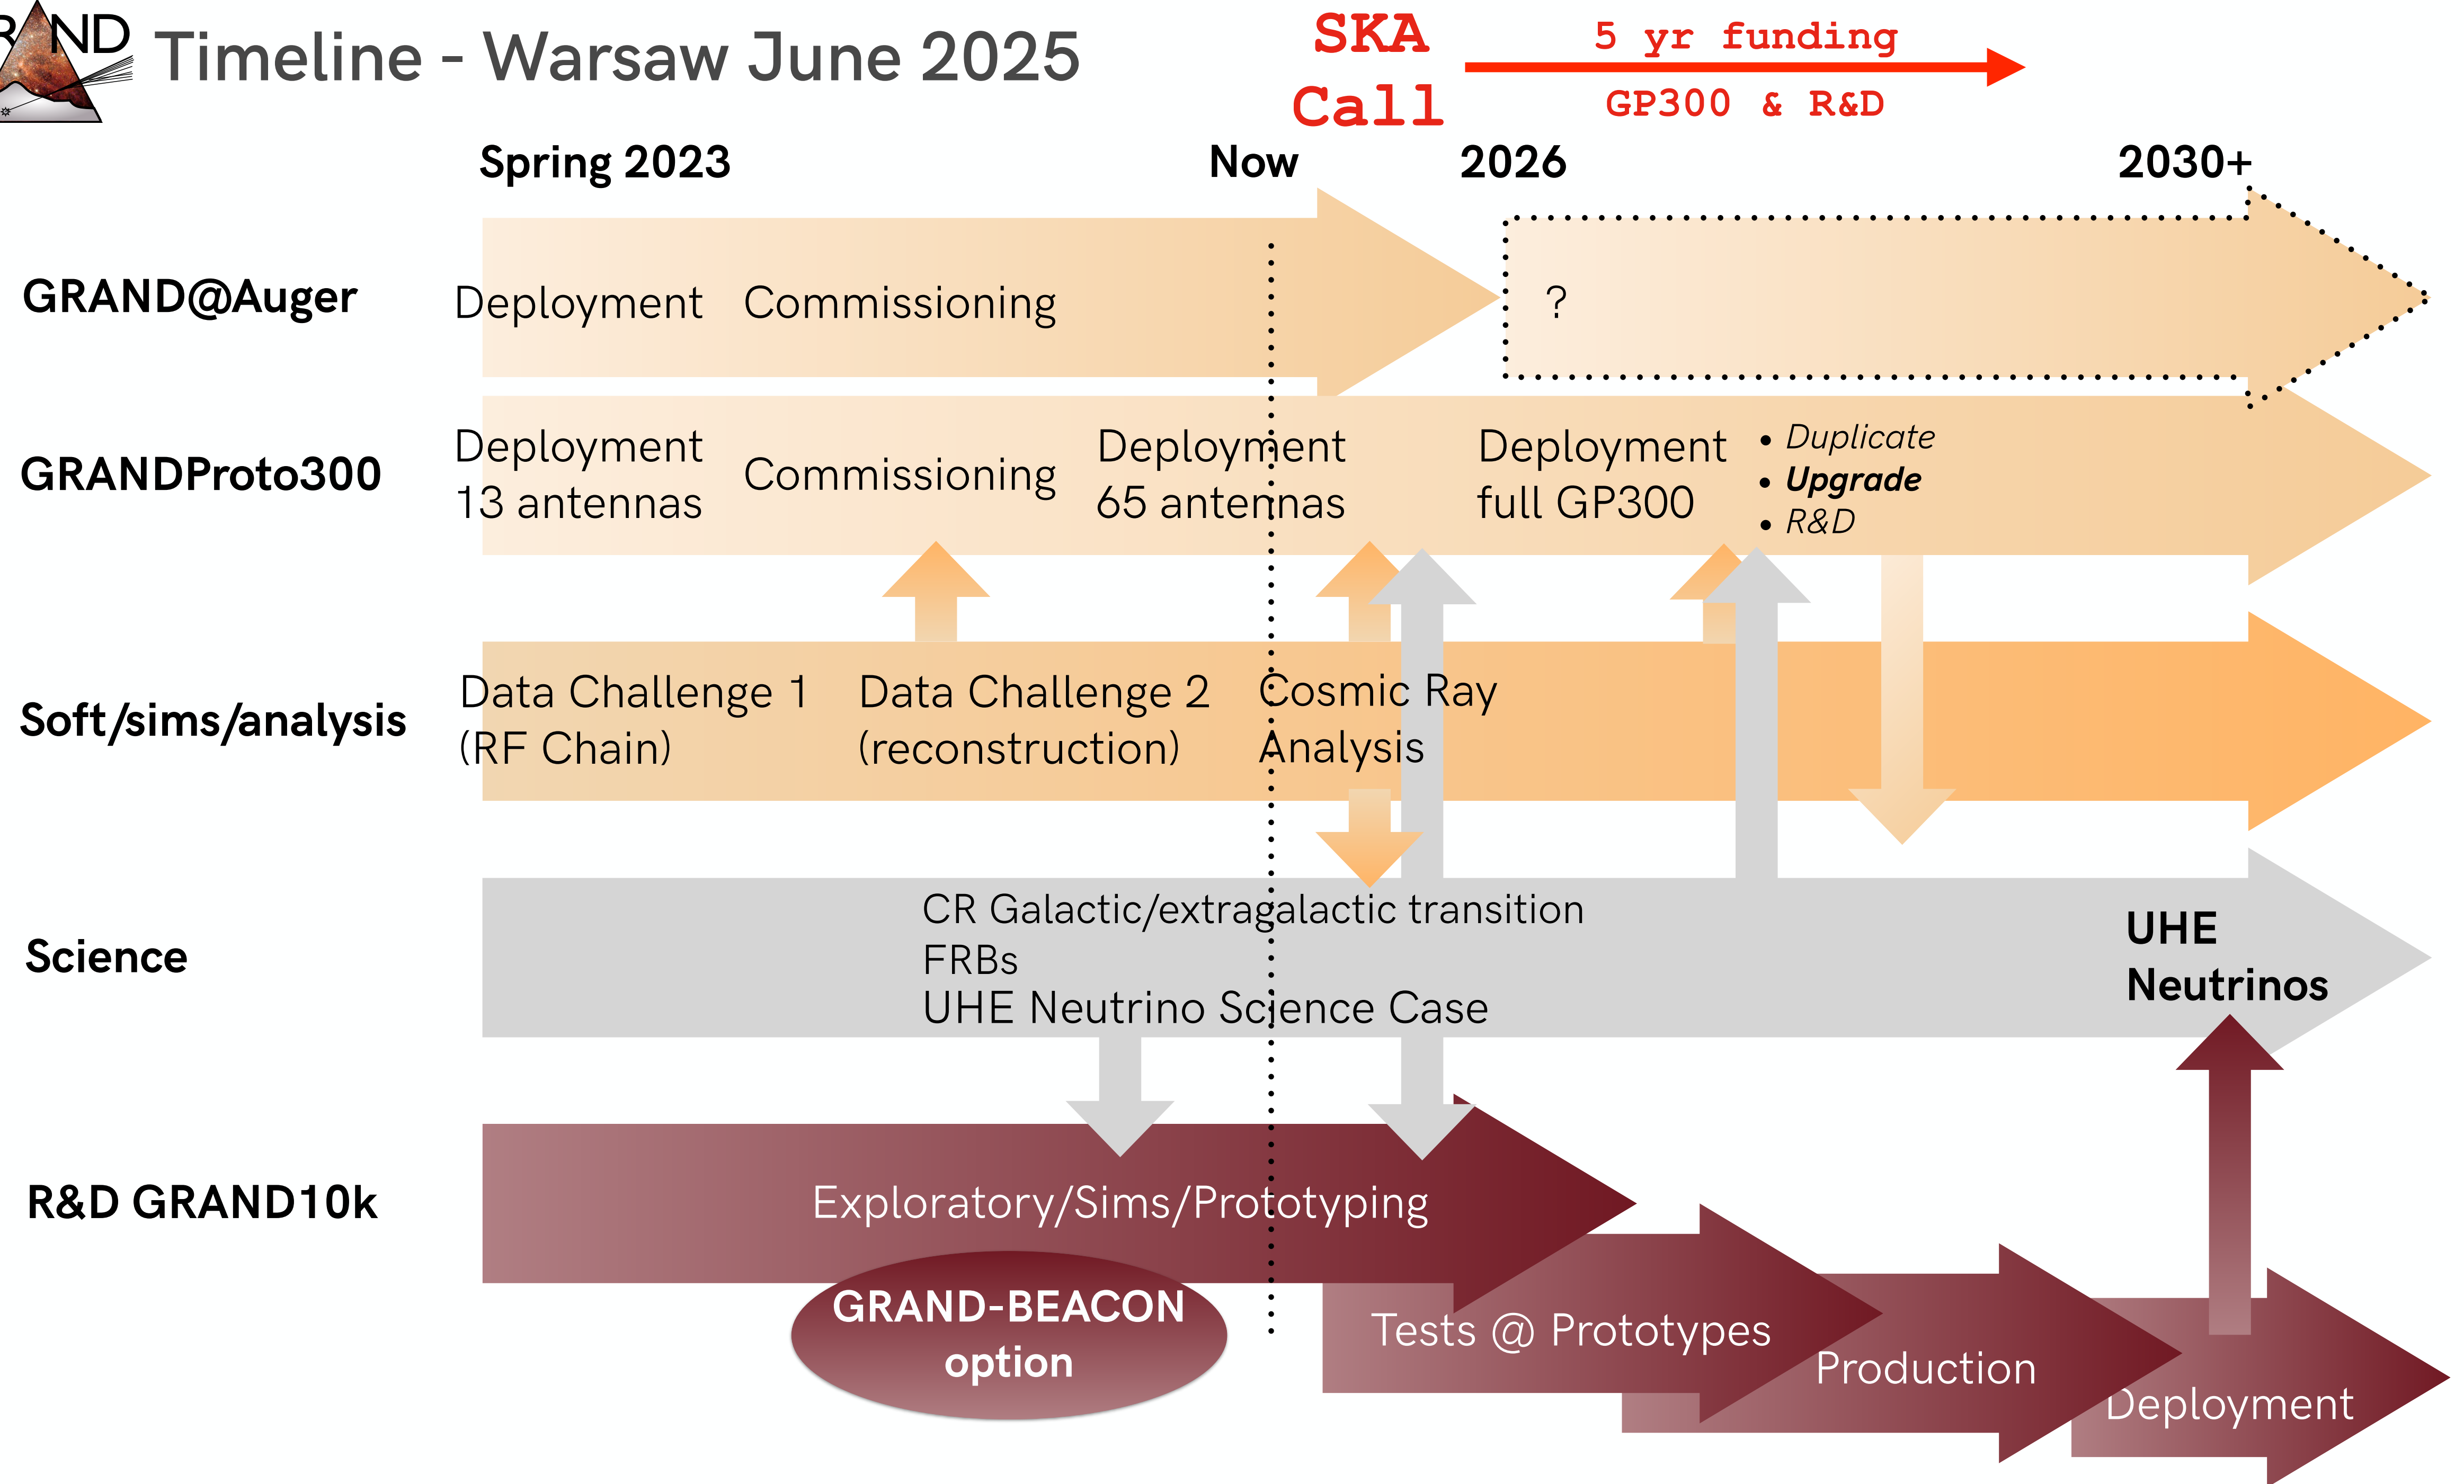 RAND
Timeline - Warsaw June 2025
SKA
Call
5 yr funding
GP300 & R&D
Spring 2023
Now
2026
2030+
GRAND@Auger
Deployment
Commissioning
?
GRANDProto300
Deployment
13 antennas
Commissioning
Deployment
65 antennas
Deployment
full GP300
• Duplicate
• Upgrade
• R&D
Soft/sims/analysis
Data Challenge 1
(RF Chain)
Data Challenge 2
(reconstruction)
Cosmic Ray
Analysis
Science
CR Galactic/extragalactic transition
FRBs
UHE Neutrino Science Case
UHE
Neutrinos
R&D GRAND10k
Exploratory/Sims/Prototyping
GRAND-BEACON
option
Tests @ Prototypes
Production
Deployment